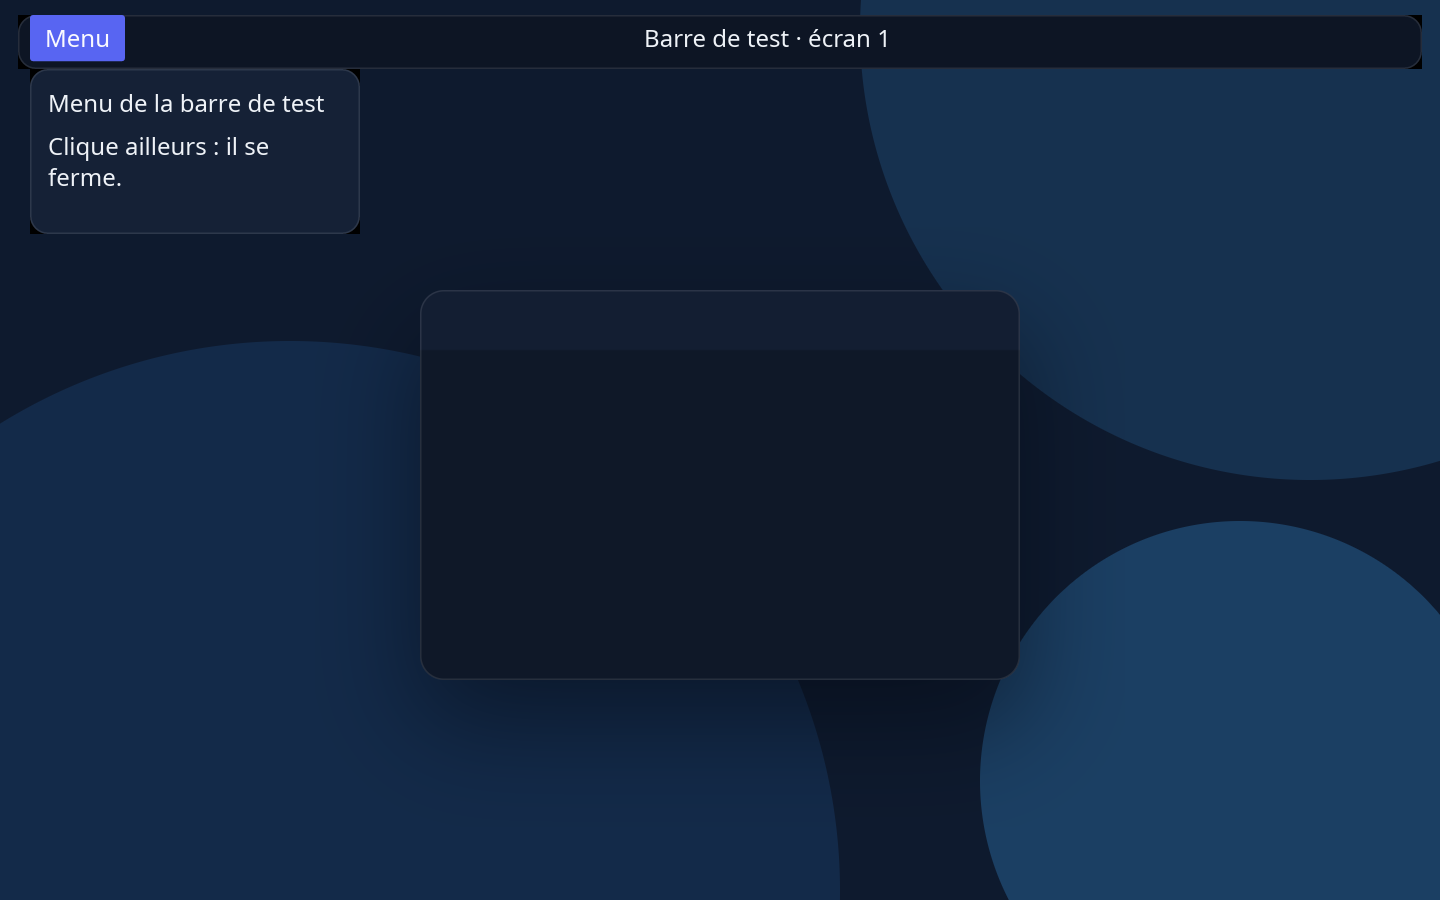 Menu
Barre de test · écran 1
Menu de la barre de test
Clique ailleurs : il se
ferme.